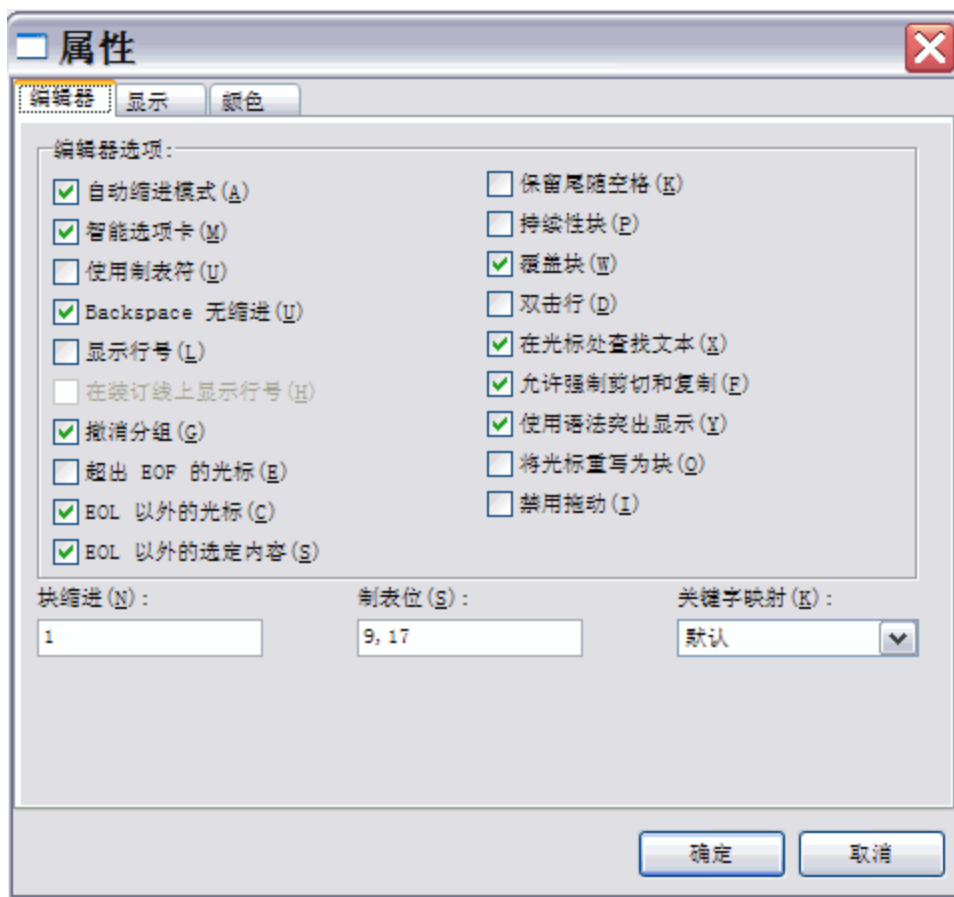 属性
编辑器 显示 颜色
编辑器选项:
自动缩进模式(A)
智能选项卡(M)
使用制表符(U)
Backspace 无缩进(U)
显示行号(L)
在装订线上显示行号(H)
撤消分组(G)
超出 EOF 的光标(E)
EOL 以外的光标(C)
EOL 以外的选定内容(S)
保留尾随空格(K)
持续性块(P)
覆盖块(W)
双击行(D)
在光标处查找文本(X)
允许强制剪切和复制(F)
使用语法突出显示(Y)
将光标重写为块(O)
禁用拖动(I)
块缩进(N): 制表位(S): 关键字映射(K):
1 9,17 默认
确定 取消